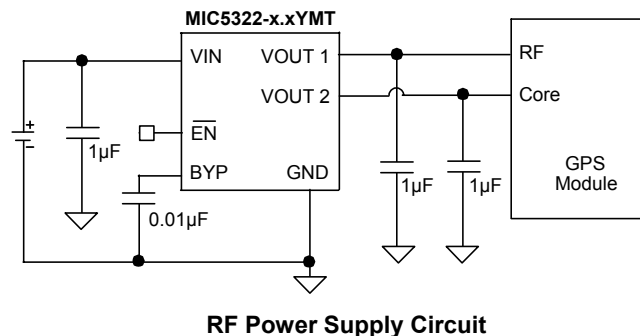 MIC5322-x.xYMT
VIN
VOUT 1
VOUT 2
EN
BYP
GND
RF
Core
GPS
Module
+
-
1µF
0.01µF
1µF
1µF
RF Power Supply Circuit